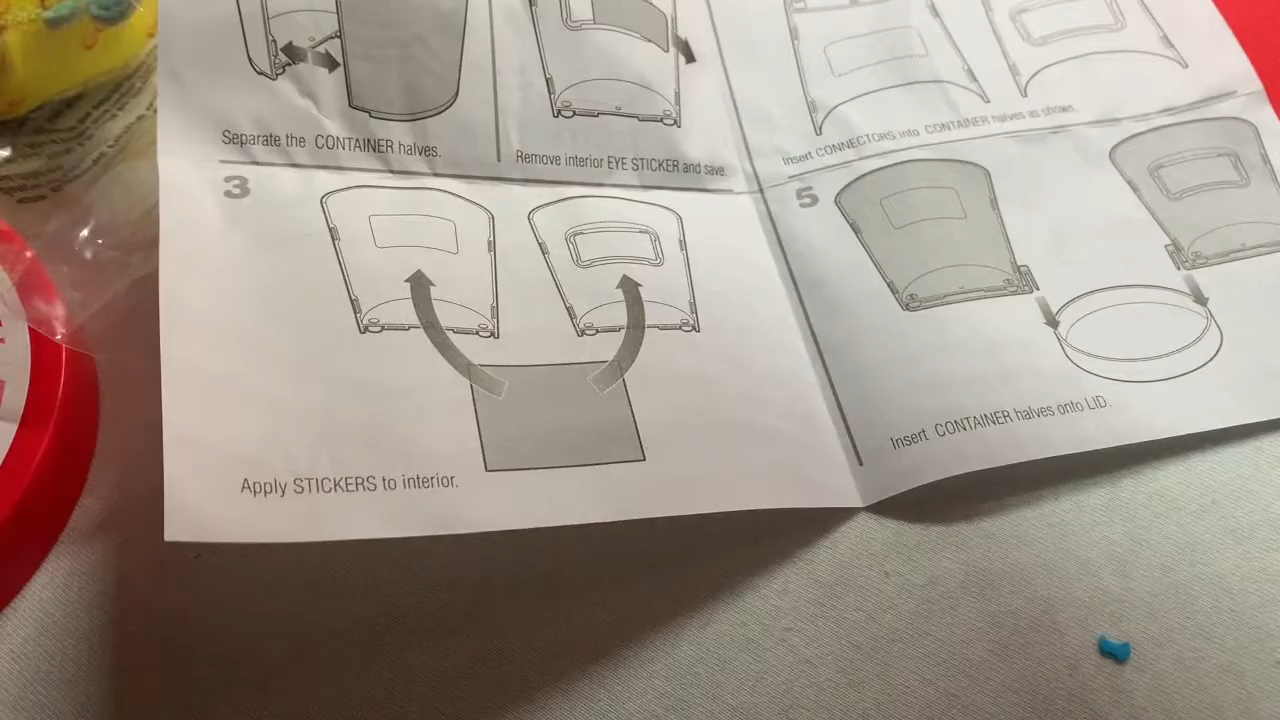 Separate the CONTAINER halves.
Remove interior EYE STICKER and save.
Insert CONNECTORS into CONTAINER halves as shown.
3
Apply STICKERS to interior.
5
Insert CONTAINER halves onto LID.